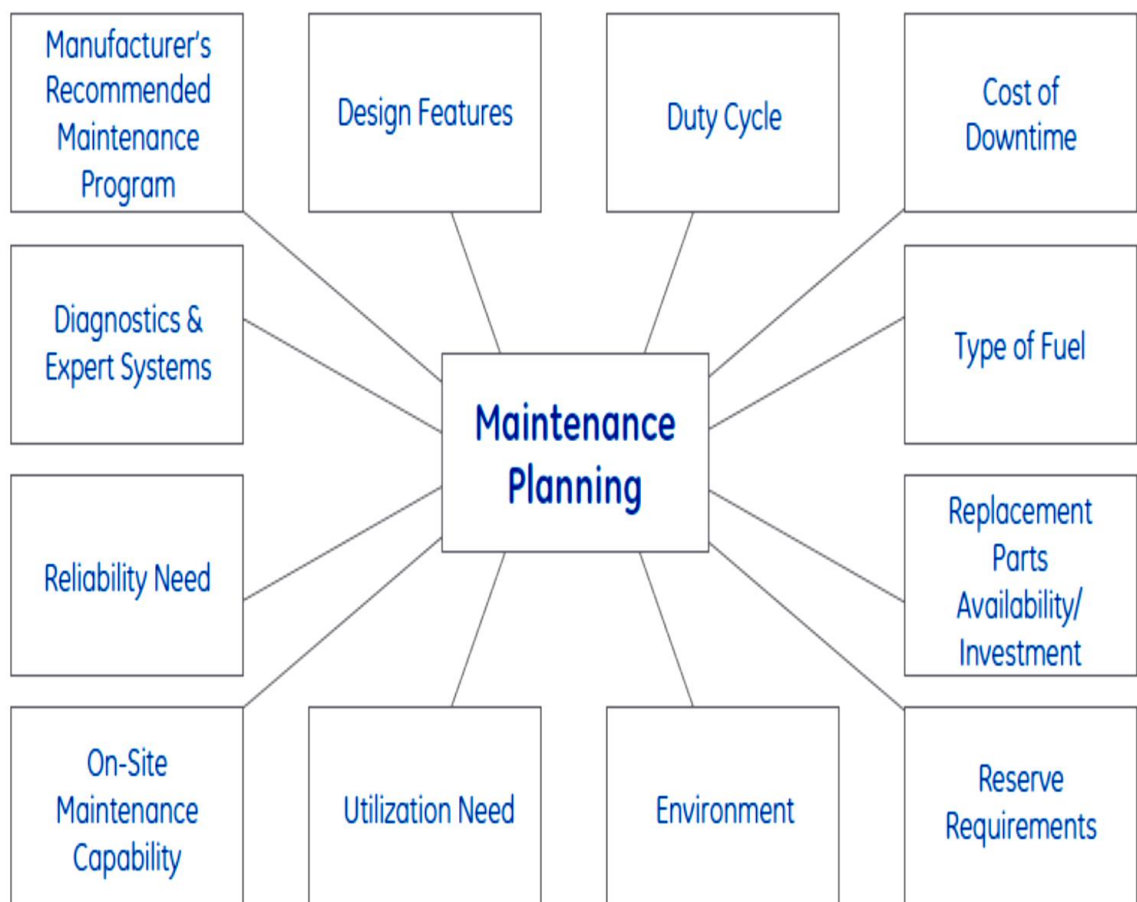 Manufacturer's
Recommended
Maintenance
Program
Design Features
Duty Cycle
Cost of
Downtime
Diagnostics &
Expert Systems
Type of Fuel
Maintenance
Planning
Reliability Need
Replacement
Parts
Availability/
Investment
On-Site
Maintenance
Capability
Utilization Need
Environment
Reserve
Requirements